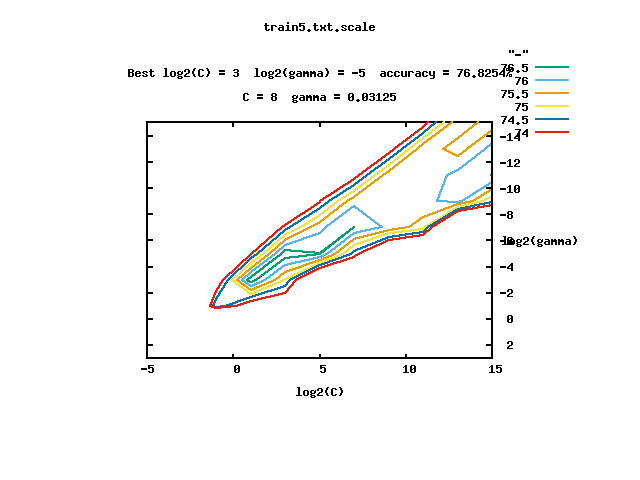 train5.txt.scale
Best log2(C) = 3  log2(gamma) = -5  accuracy = 76.8254%
C = 8  gamma = 0.03125
"-"
76.5
76
75.5
75
74.5
74
-14
-12
-10
-8
-6
log2(gamma)
-4
-2
0
2
-5 0 5 10 15
log2(C)